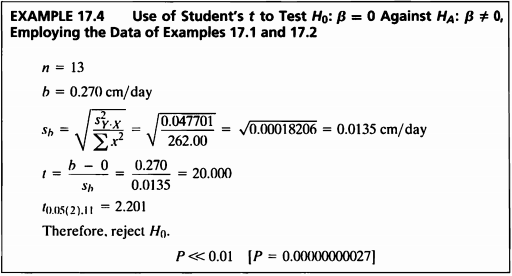 EXAMPLE 17.4 Use of Student's t to Test H₀: β = 0 Against H_A: β ≠ 0,
Employing the Data of Examples 17.1 and 17.2
n = 13
b = 0.270 cm/day
s_b = √(s²_Y·X / ∑x²) = √(0.047701 / 262.00) = √0.00018206 = 0.0135 cm/day
t = (b − 0) / s_b = 0.270 / 0.0135 = 20.000
t_0.05(2),11 = 2.201
Therefore, reject H₀.
P ≪ 0.01 [P = 0.00000000027]